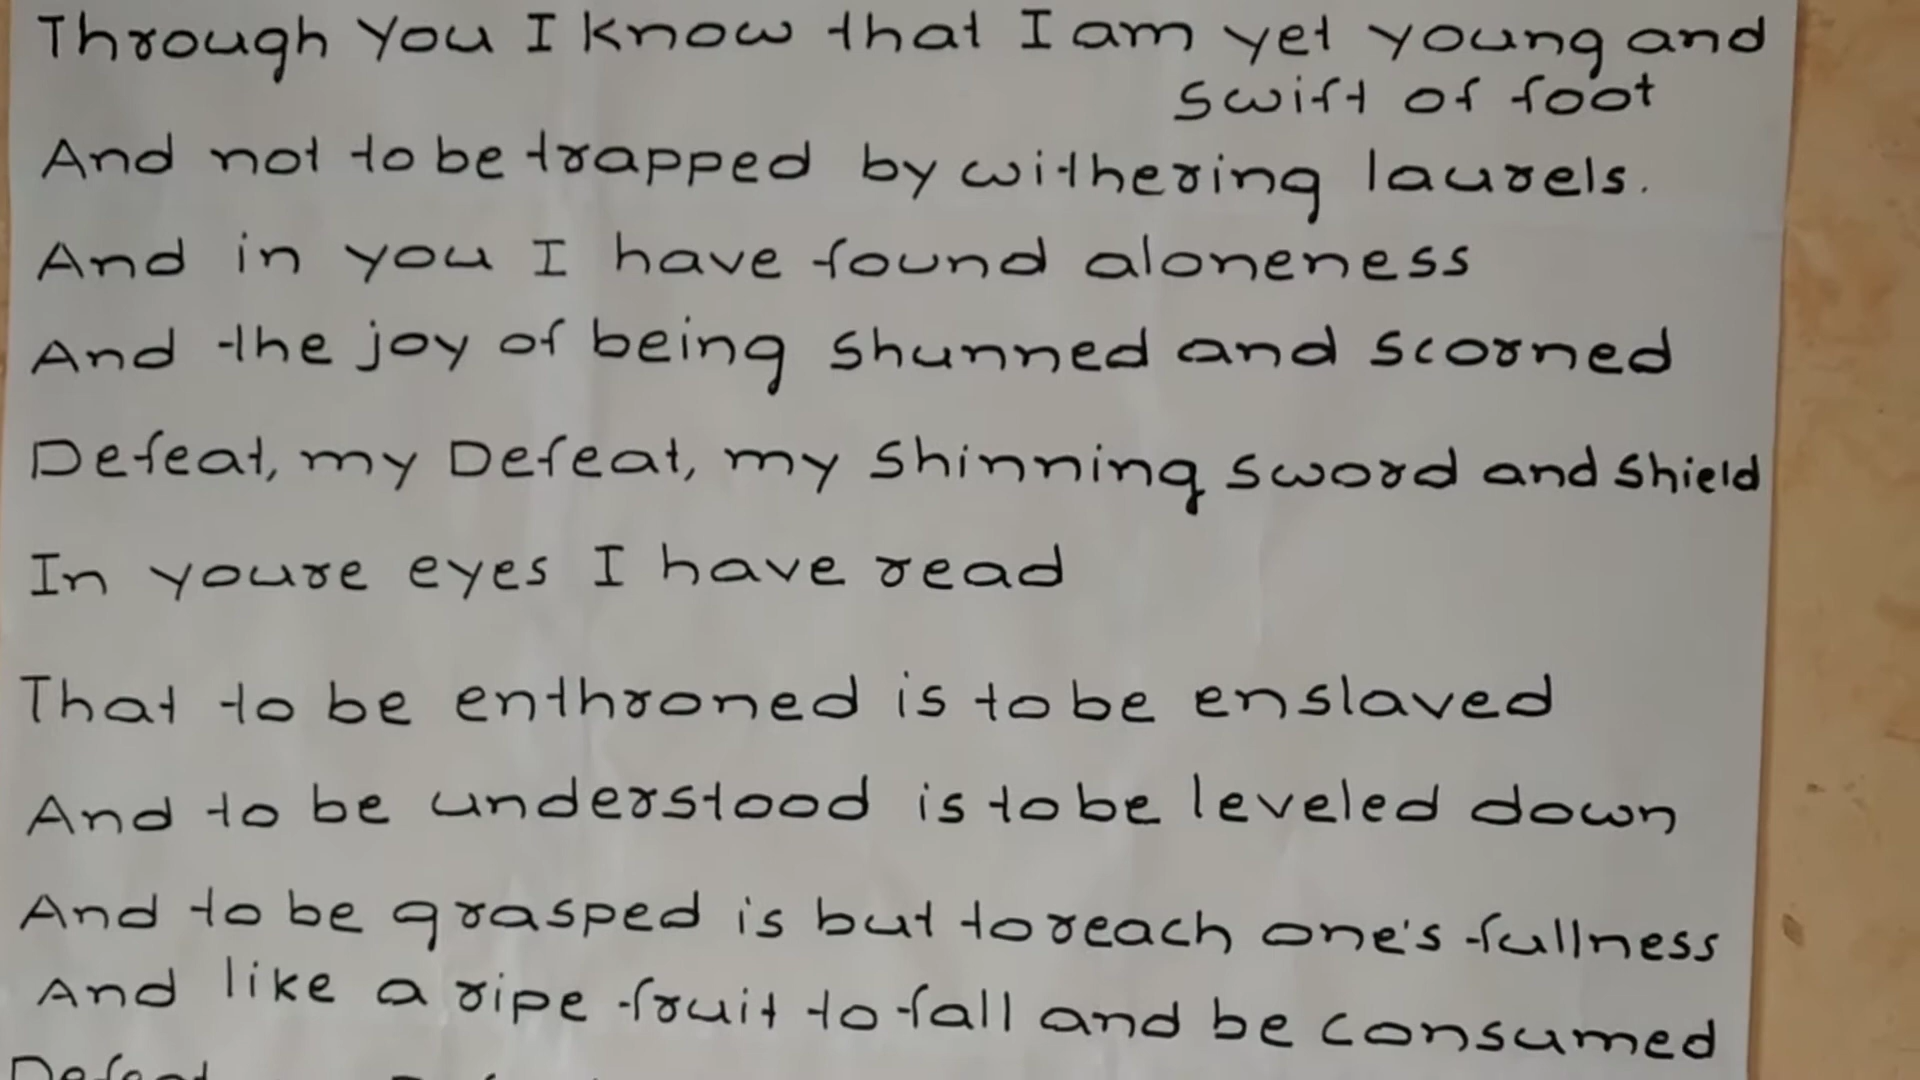 Through You I know that I am yet young and
swift of foot
And not to be trapped by withering laurels.
And in you I have found aloneness
And the joy of being shunned and scorned
Defeat, my Defeat, my shinning sword and shield
In youre eyes I have read
That to be enthroned is to be enslaved
And to be understood is to be leveled down
And to be grasped is but to reach one's fullness
And like a ripe fruit to fall and be consumed
Defeat